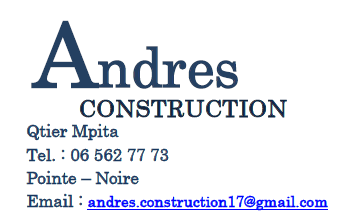 Andres
CONSTRUCTION
Qtier Mpita
Tel. : 06 562 77 73
Pointe – Noire
Email : andres.construction17@gmail.com